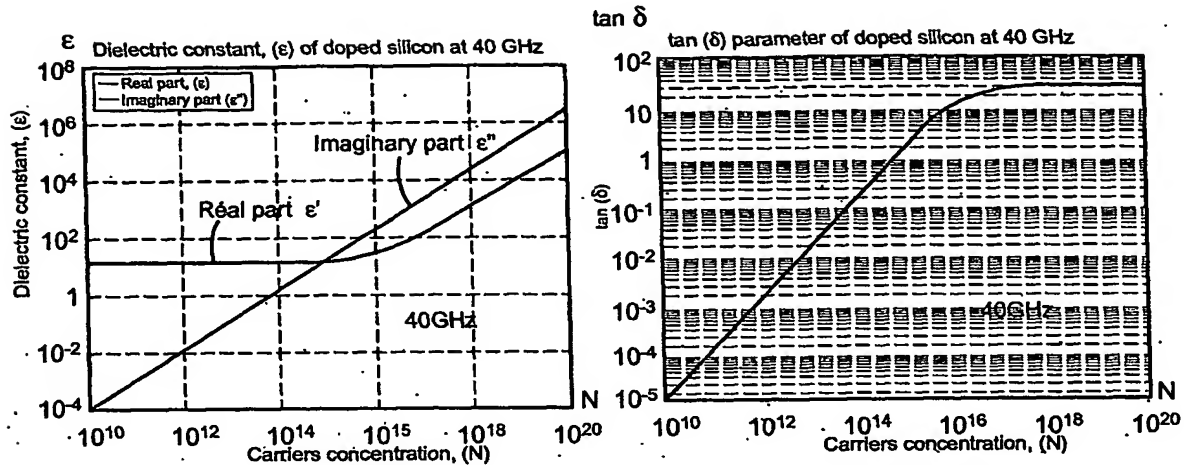 ε Dielectric constant, (ε) of doped silicon at 40 GHz
10⁸
Real part, (ε)
Imaginary part (ε")
10⁶
10⁴
10²
1
10⁻²
10⁻⁴
Dielectric constant, (ε).
Imaginary part ε"
Réal part ε'
40GHz
N
10¹⁰ 10¹² 10¹⁴ 10¹⁵ 10¹⁷ 10²⁰
Carriers concentration, (N)
tan δ
tan (δ) parameter of doped silicon at 40 GHz
10²
10
1
10⁻¹
10⁻²
10⁻³
10⁻⁴
10⁻⁵
tan (δ)
40GHz
N
10¹⁰ 10¹² 10¹⁴ 10¹⁶ 10¹⁸ 10²⁰
Carriers concentration, (N)